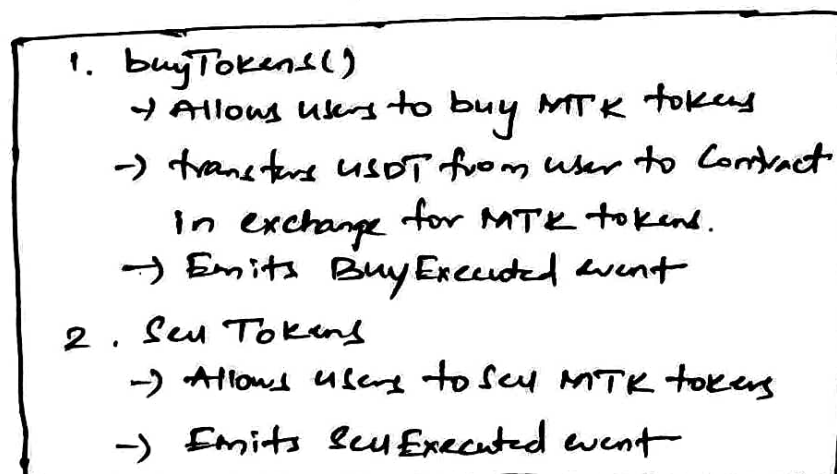 1. buyTokens()
→ Allows users to buy MTK tokens
→ transfers USDT from user to Contract
in exchange for MTK tokens.
→ Emits BuyExecuted event
2. Sell Tokens
→ Allows users to sell MTK tokens
→ Emits SellExecuted event